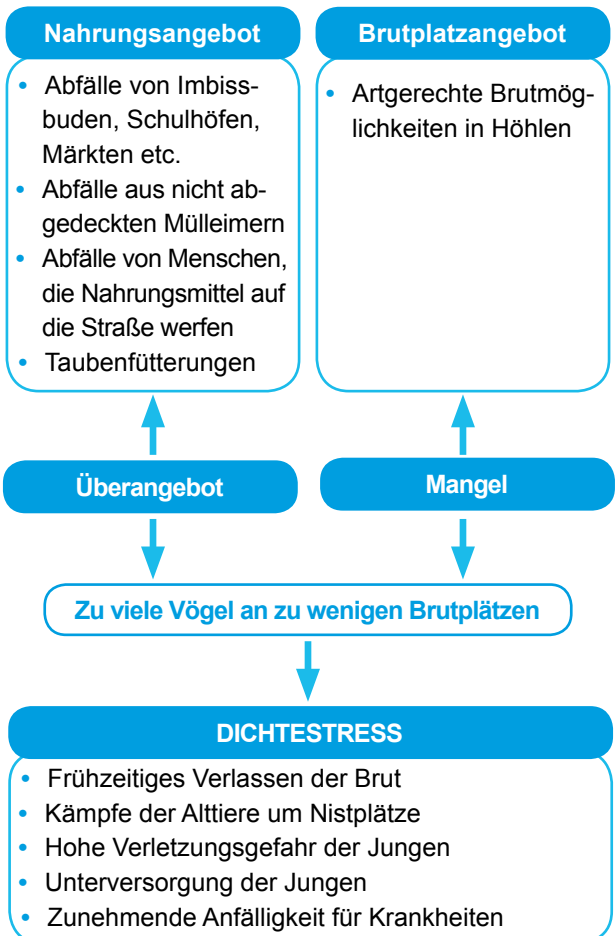 Nahrungsangebot
• Abfälle von Imbiss-
buden, Schulhöfen,
Märkten etc.
• Abfälle aus nicht ab-
gedeckten Mülleimern
• Abfälle von Menschen,
die Nahrungsmittel auf
die Straße werfen
• Taubenfütterungen
Brutplatzangebot
• Artgerechte Brutmög-
lichkeiten in Höhlen
Überangebot
Mangel
Zu viele Vögel an zu wenigen Brutplätzen
DICHTESTRESS
• Frühzeitiges Verlassen der Brut
• Kämpfe der Alttiere um Nistplätze
• Hohe Verletzungsgefahr der Jungen
• Unterversorgung der Jungen
• Zunehmende Anfälligkeit für Krankheiten